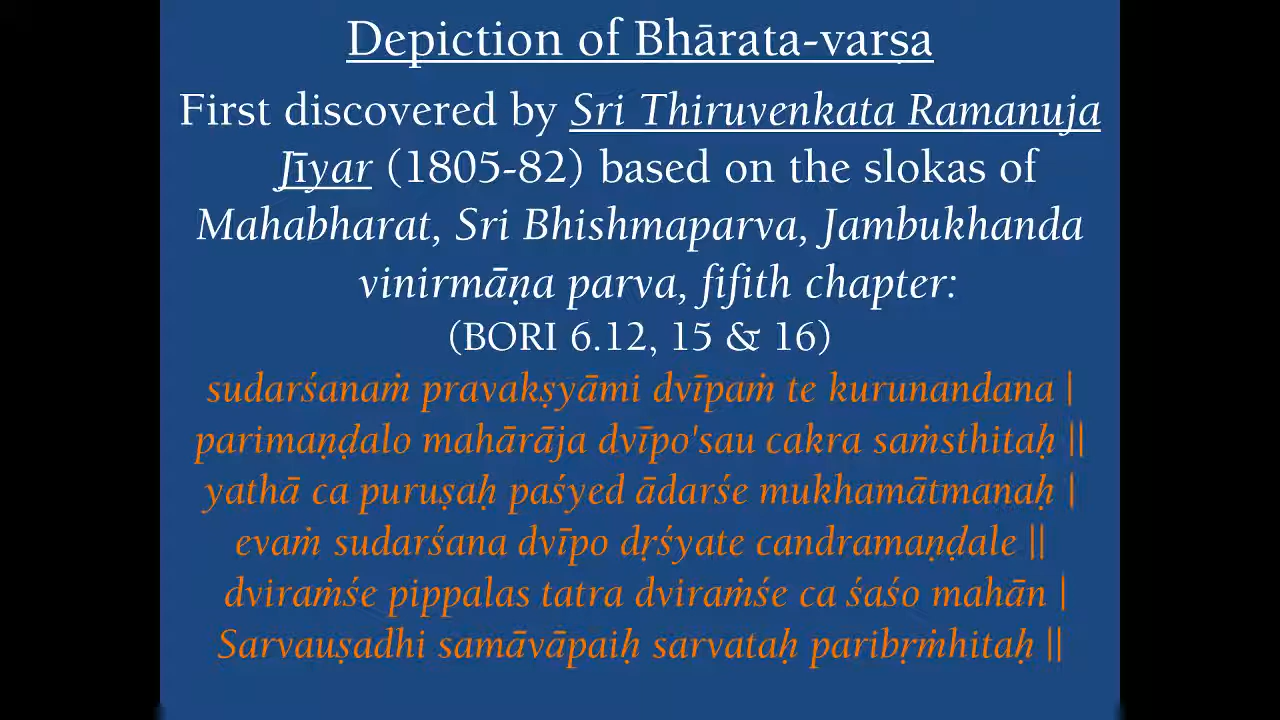 Depiction of Bhārata-varṣa
First discovered by Sri Thiruvenkata Ramanuja
Jīyar (1805-82) based on the slokas of
Mahabharat, Sri Bhishmaparva, Jambukhanda
vinirmāṇa parva, fifith chapter:
(BORI 6.12, 15 & 16)
sudarśanaṁ pravakṣyāmi dvīpaṁ te kurunandana |
parimaṇḍalo mahārāja dvīpo'sau cakra saṁsthitaḥ ||
yathā ca puruṣaḥ paśyed ādarśe mukhamātmanaḥ |
evaṁ sudarśana dvīpo dṛśyate candramaṇḍale ||
dviraṁśe pippalas tatra dviraṁśe ca śaśo mahān |
Sarvauṣadhi samāvāpaiḥ sarvataḥ paribṛṁhitaḥ ||